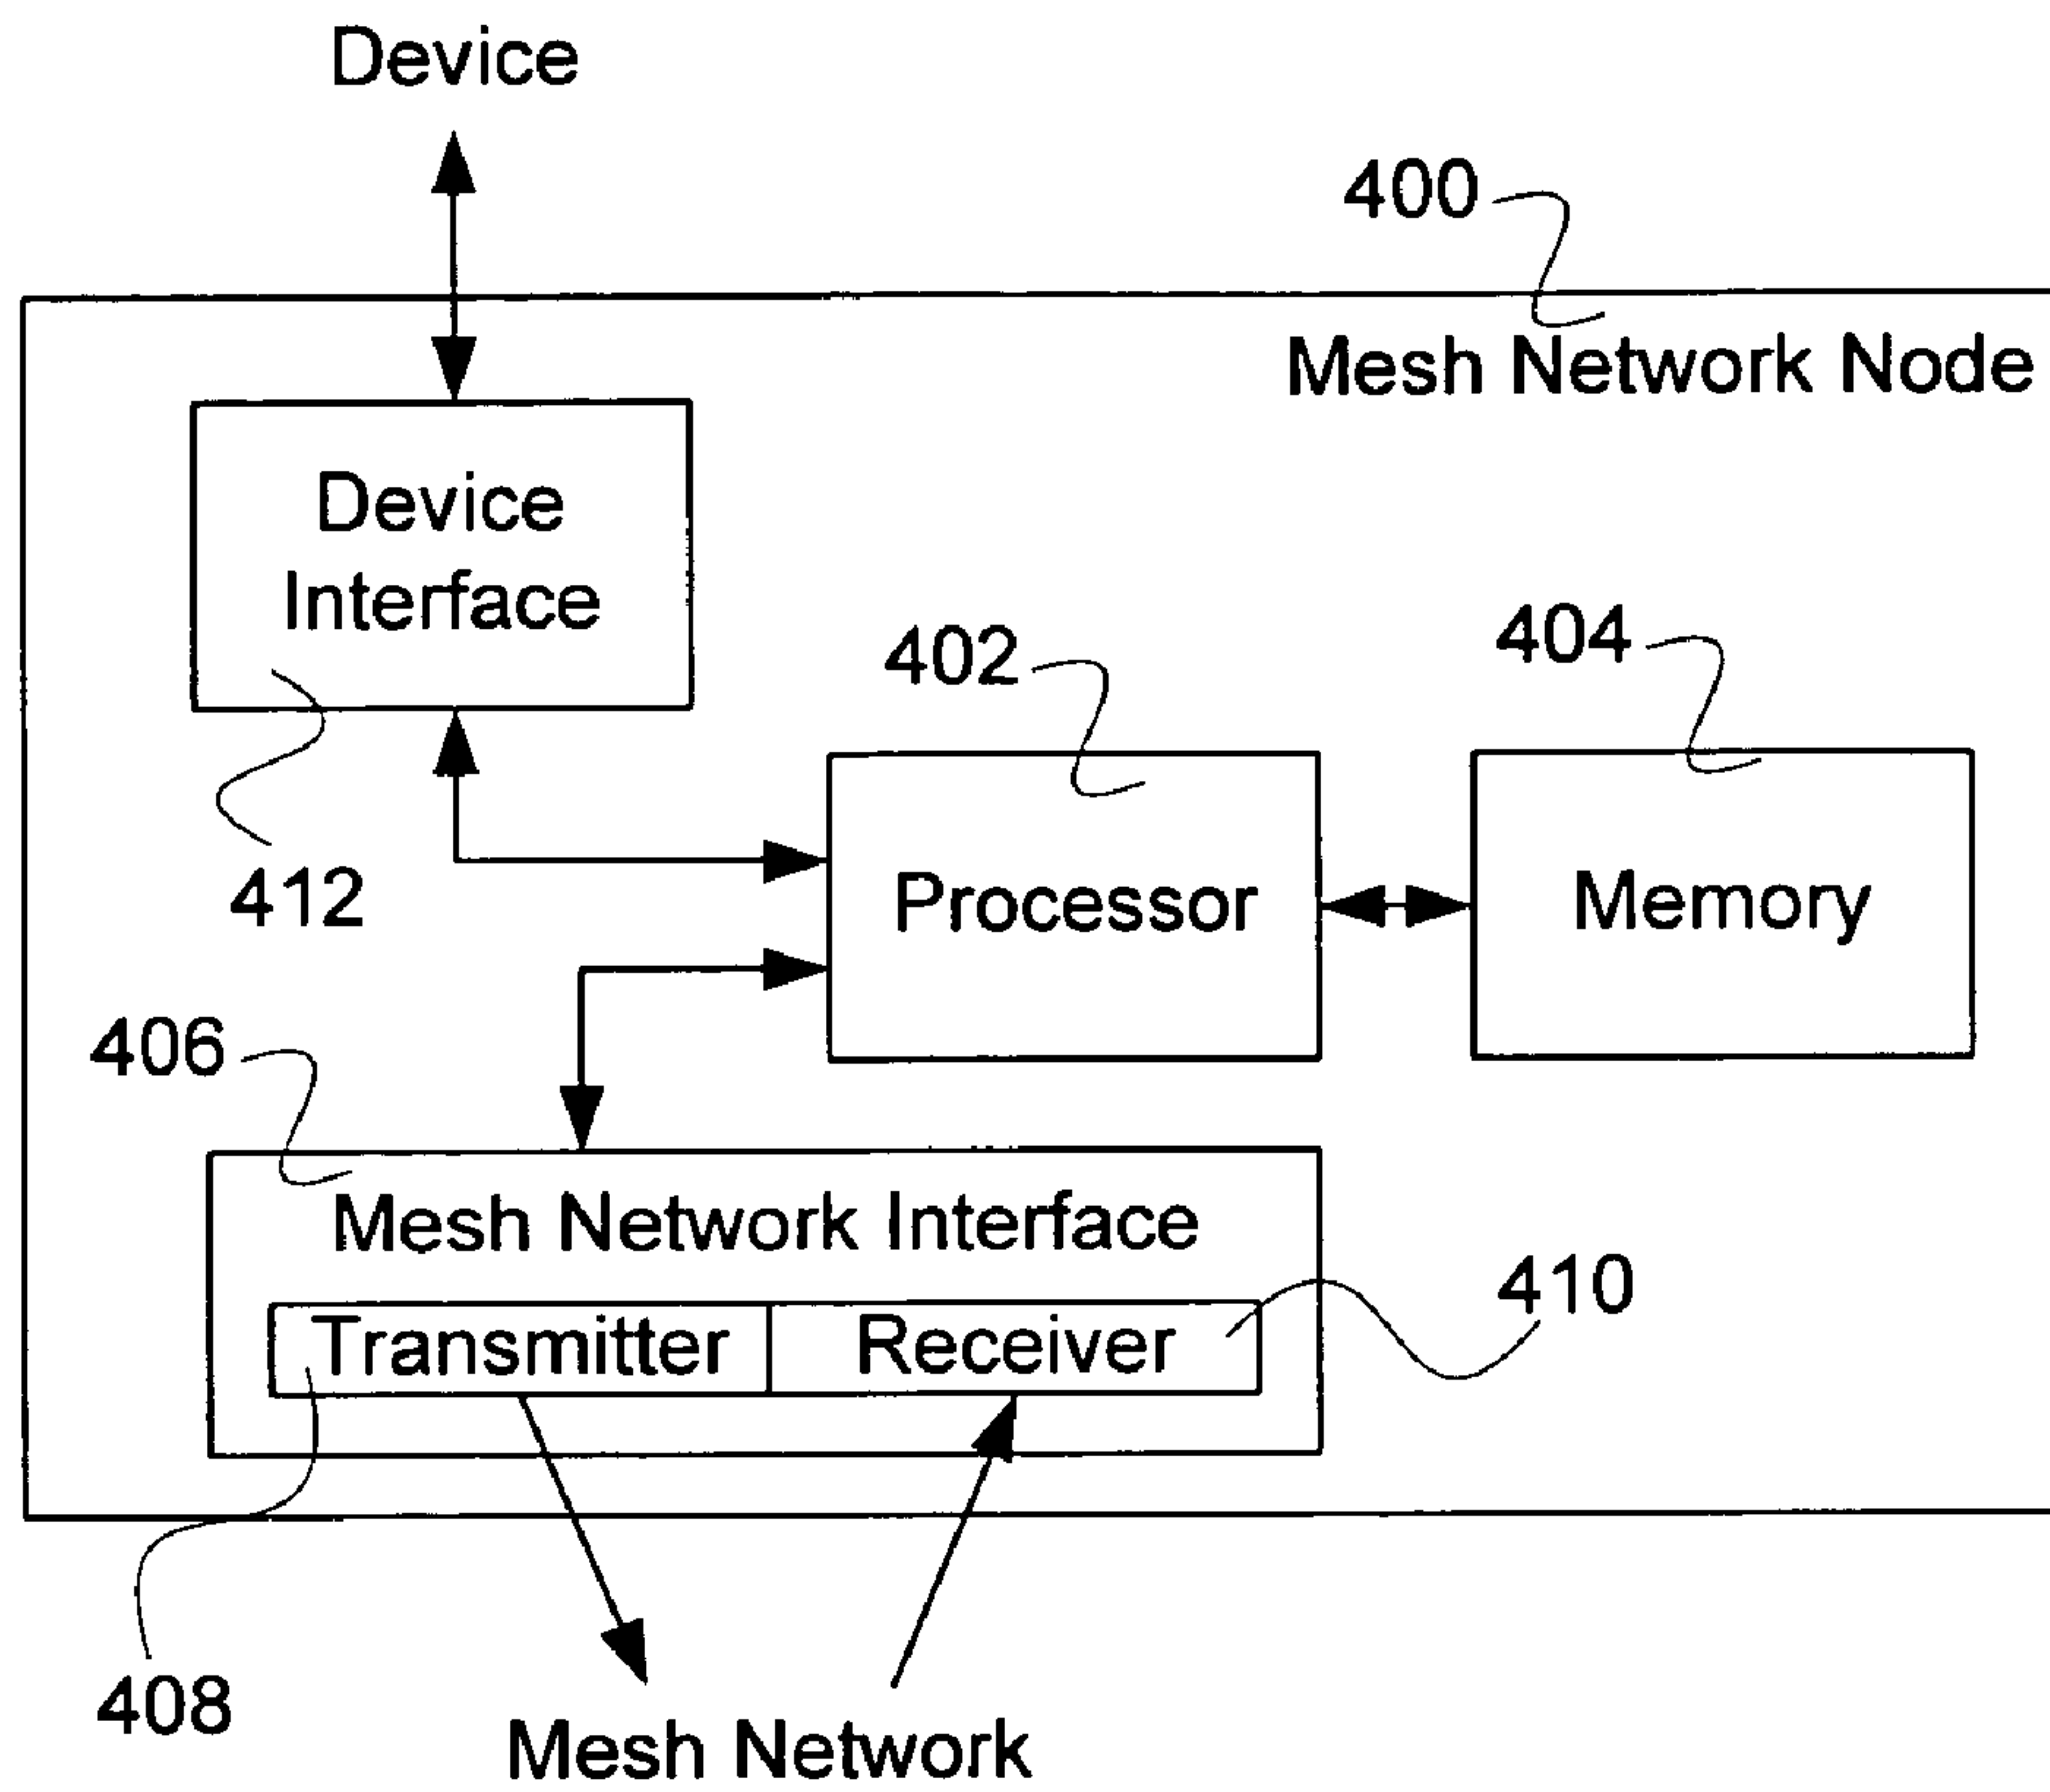 Device
400
Mesh Network Node
Device
Interface
402
404
412
Processor
Memory
406
Mesh Network Interface
410
Transmitter
Receiver
408
Mesh Network